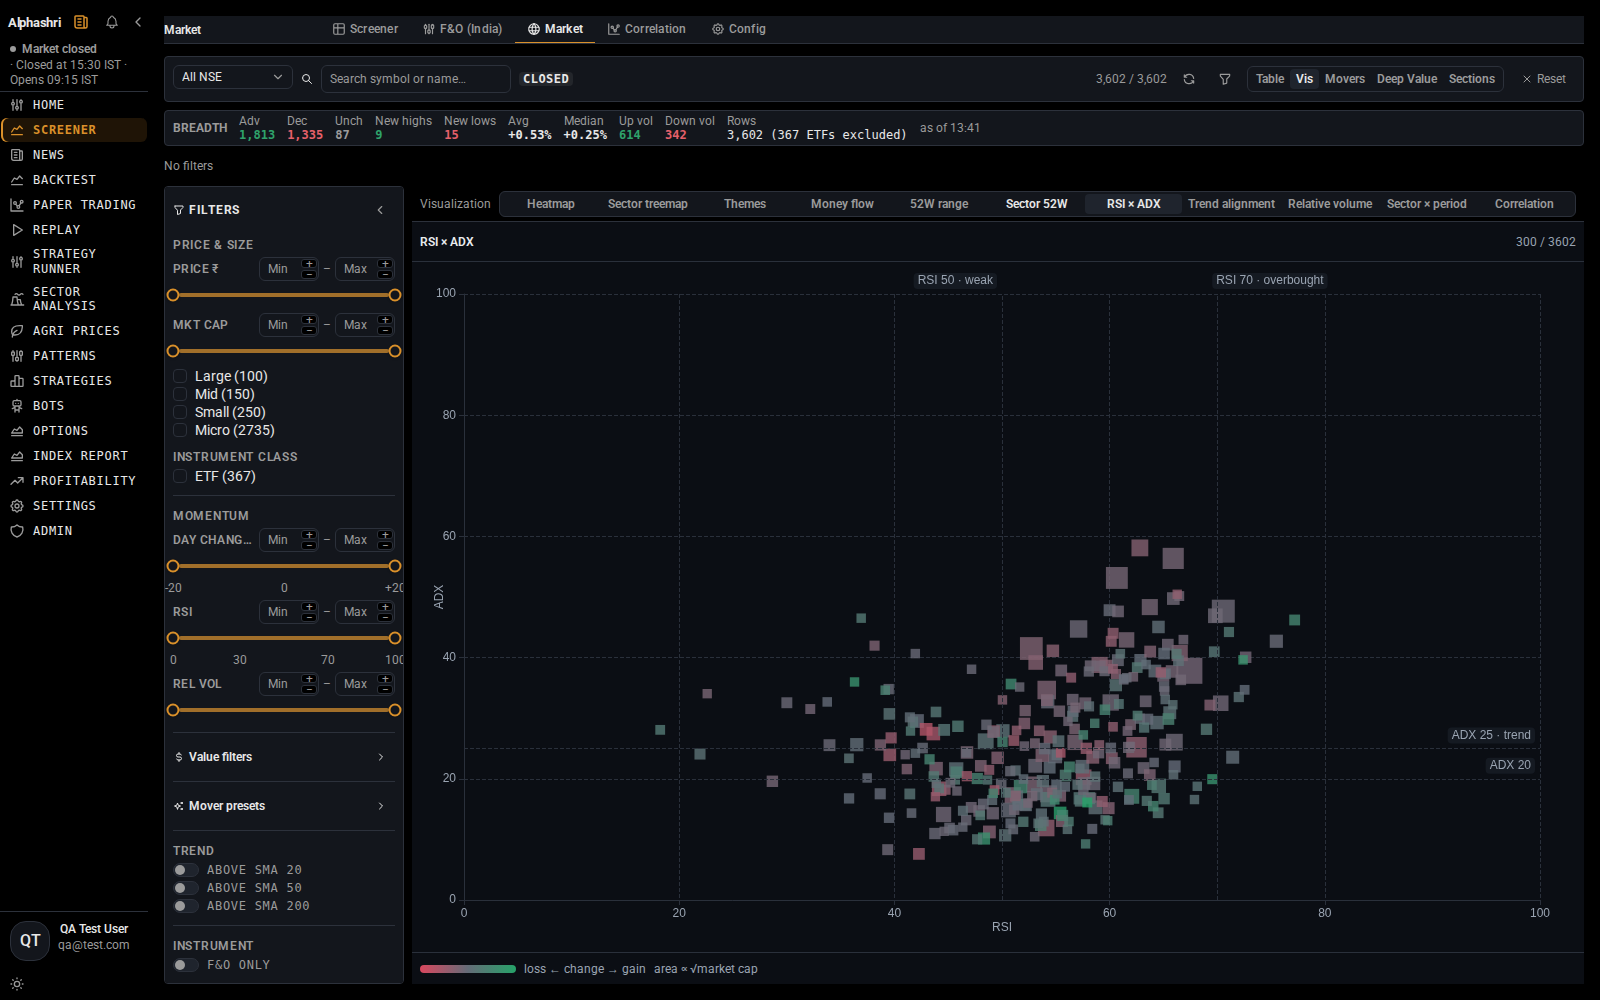 Alphashri
Market closed
· Closed at 15:30 IST ·
Opens 09:15 IST
HOME
SCREENER
NEWS
BACKTEST
PAPER TRADING
REPLAY
STRATEGY
RUNNER
SECTOR
ANALYSIS
AGRI PRICES
PATTERNS
STRATEGIES
BOTS
OPTIONS
INDEX REPORT
PROFITABILITY
SETTINGS
ADMIN
QT
QA Test User
qa@test.com
Market
Screener
F&O (India)
Market
Correlation
Config
All NSE
Search symbol or name...
CLOSED
3,602 / 3,602
Table Vis Movers Deep Value Sections
Reset
BREADTH
Adv Dec Unch New highs New lows Avg Median Up vol Down vol Rows
1,813 1,335 87 9 15 +0.53% +0.25% 614 342 3,602 (367 ETFs excluded)
as of 13:41
No filters
FILTERS
PRICE & SIZE
PRICE ₹ Min + − – Max + −
MKT CAP Min + − – Max + −
Large (100)
Mid (150)
Small (250)
Micro (2735)
INSTRUMENT CLASS
ETF (367)
MOMENTUM
DAY CHANG... Min + − – Max + −
-20 0 +20
RSI Min + − – Max + −
0 30 70 100
REL VOL Min + − – Max + −
$ Value filters
Mover presets
TREND
ABOVE SMA 20
ABOVE SMA 50
ABOVE SMA 200
INSTRUMENT
F&O ONLY
Visualization Heatmap Sector treemap Themes Money flow 52W range Sector 52W RSI × ADX Trend alignment Relative volume Sector × period Correlation
RSI × ADX
300 / 3602
RSI 50 · weak
RSI 70 · overbought
100
80
60
40
20
0
ADX
ADX 25 · trend
ADX 20
0 20 40 60 80 100
RSI
loss ← change → gain area ∝ √market cap